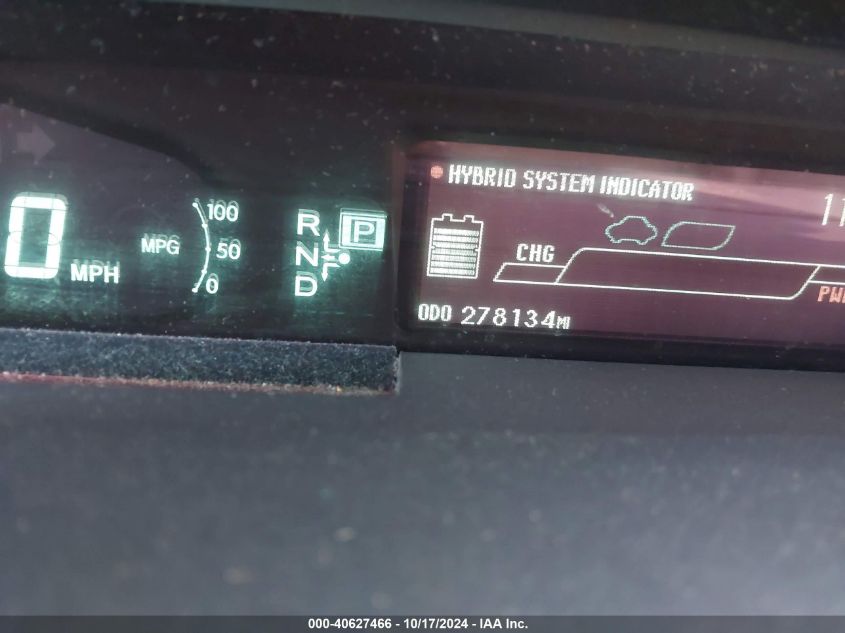 HYBRID SYSTEM INDICATOR
11
0 MPH
MPG
100
50
0
R
N
D
P
CHG
PWR
ODO 278134MI
000-40627466 - 10/17/2024 - IAA Inc.